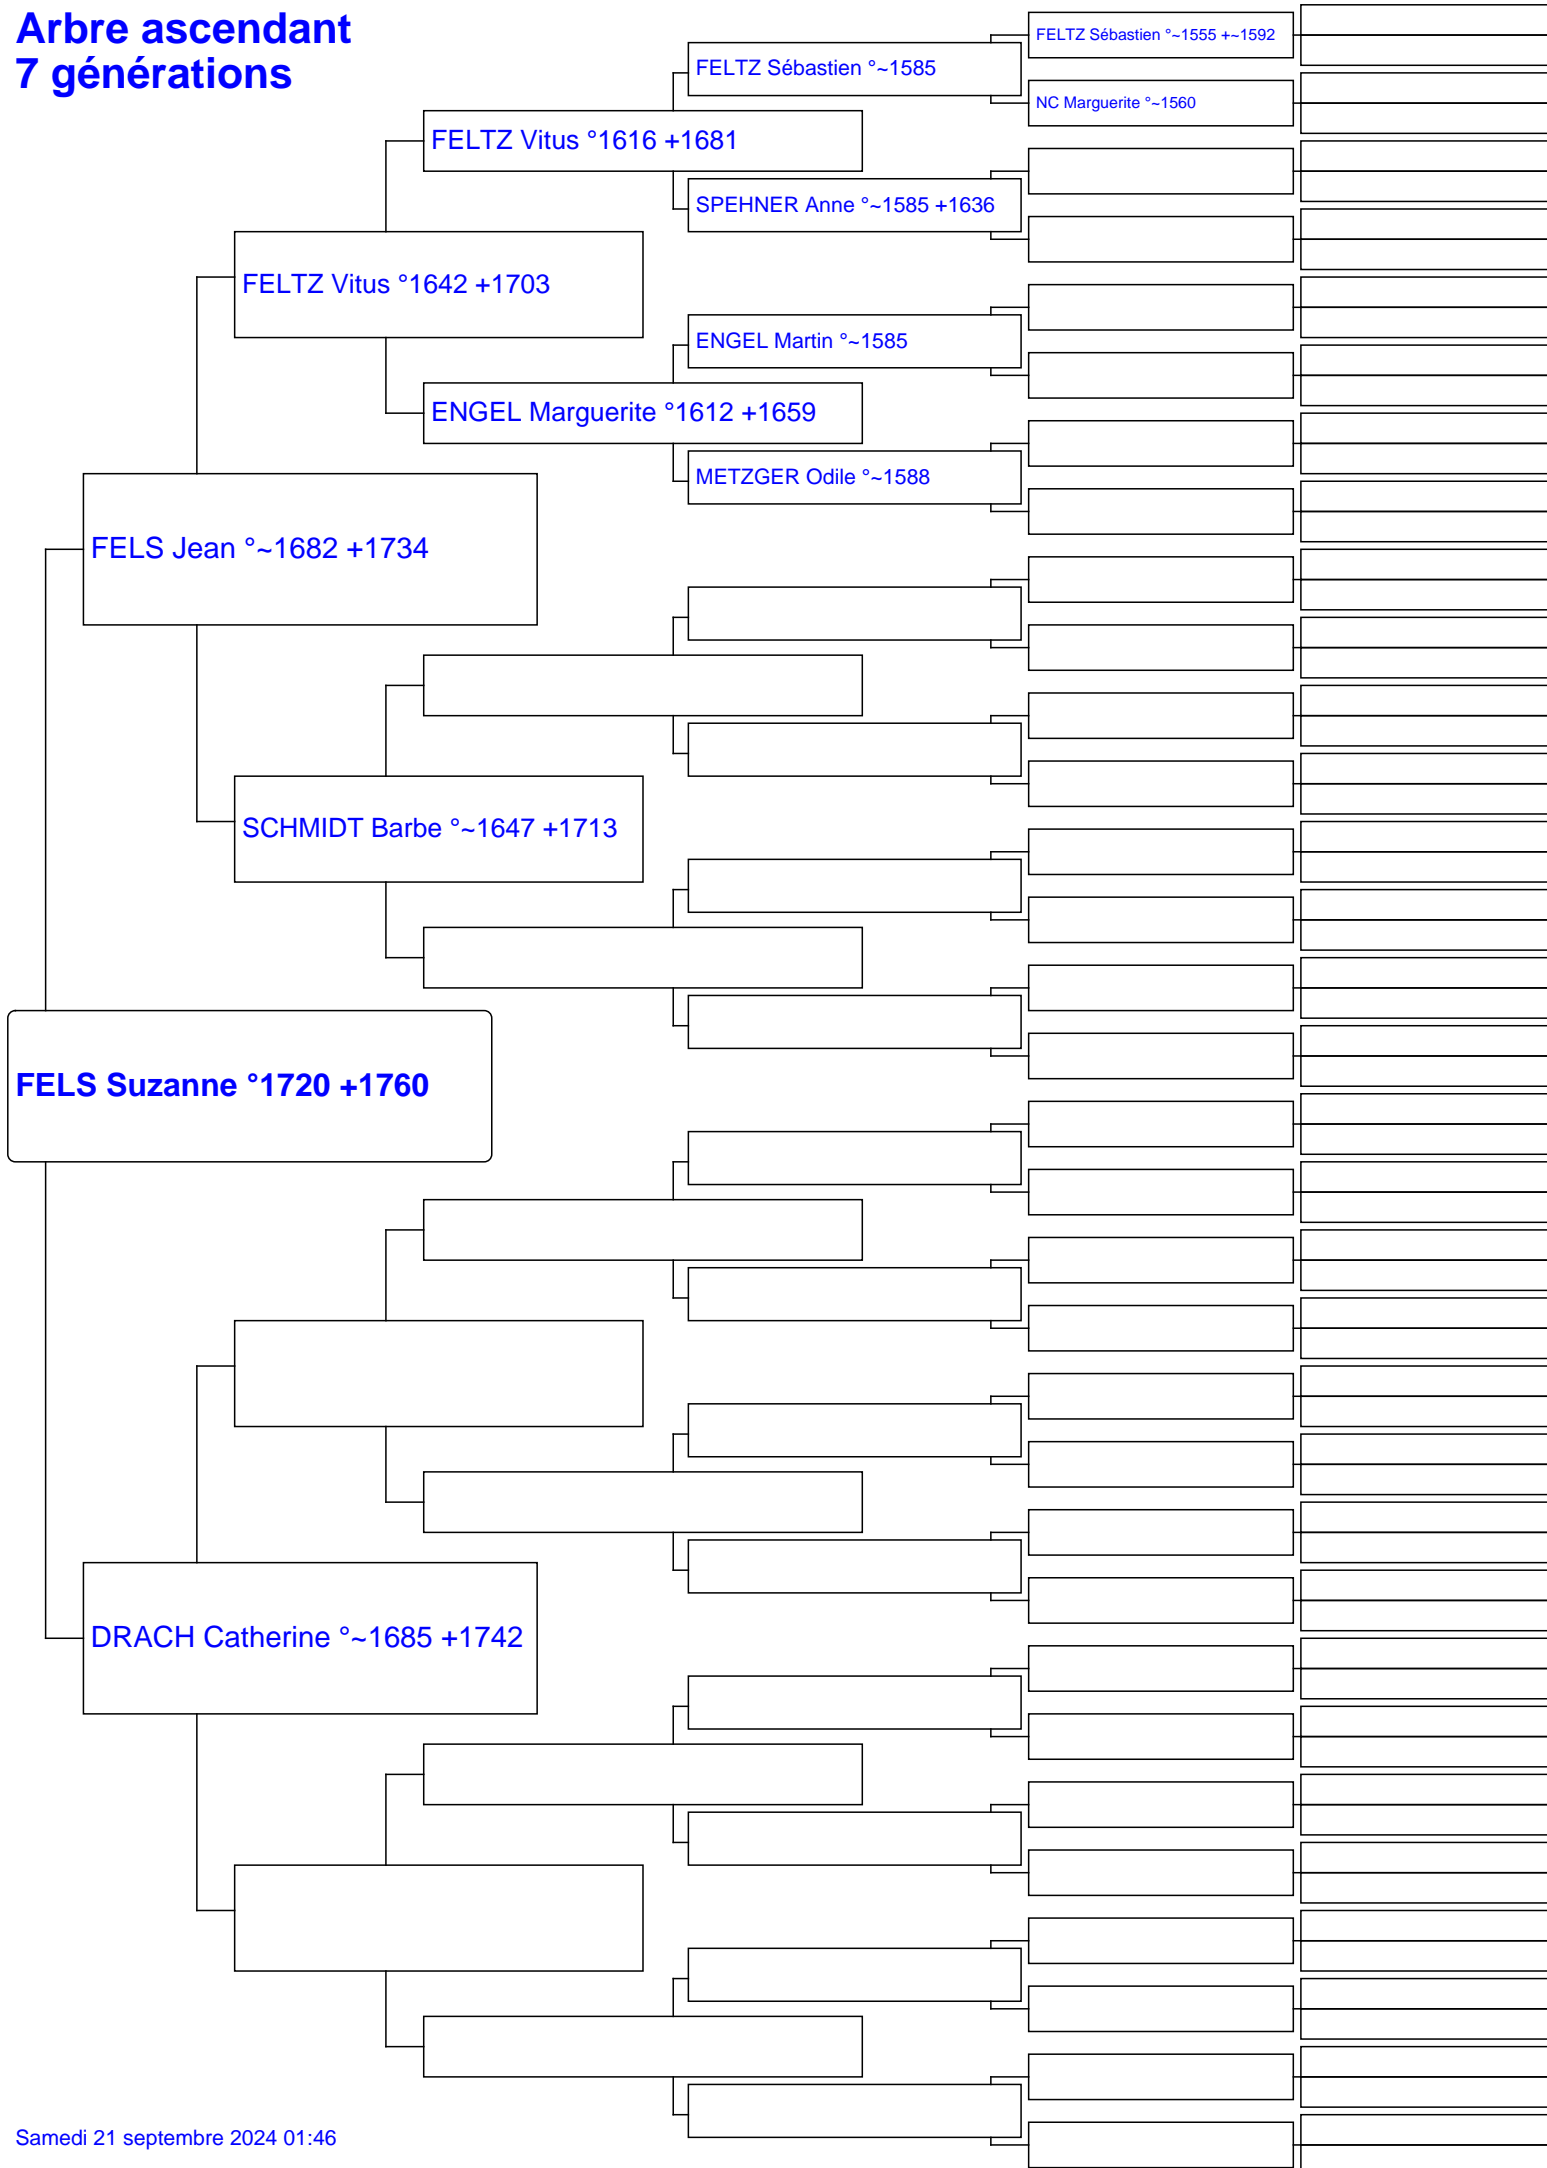 Arbre ascendant
7 générations
FELTZ Sébastien °~1555 +~1592
FELTZ Sébastien °~1585
NC Marguerite °~1560
FELTZ Vitus °1616 +1681
SPEHNER Anne °~1585 +1636
FELTZ Vitus °1642 +1703
ENGEL Martin °~1585
ENGEL Marguerite °1612 +1659
METZGER Odile °~1588
FELS Jean °~1682 +1734
SCHMIDT Barbe °~1647 +1713
FELS Suzanne °1720 +1760
DRACH Catherine °~1685 +1742
Samedi 21 septembre 2024 01:46